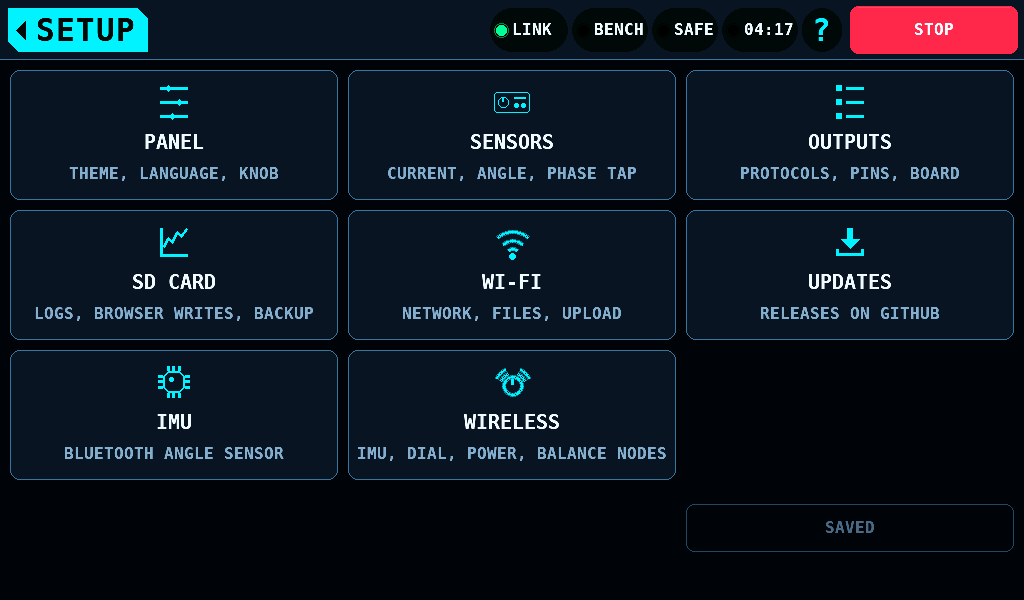 SETUP
LINK
BENCH
SAFE
04:17
?
STOP
PANEL
THEME, LANGUAGE, KNOB
SENSORS
CURRENT, ANGLE, PHASE TAP
OUTPUTS
PROTOCOLS, PINS, BOARD
SD CARD
LOGS, BROWSER WRITES, BACKUP
WI-FI
NETWORK, FILES, UPLOAD
UPDATES
RELEASES ON GITHUB
IMU
BLUETOOTH ANGLE SENSOR
WIRELESS
IMU, DIAL, POWER, BALANCE NODES
SAVED